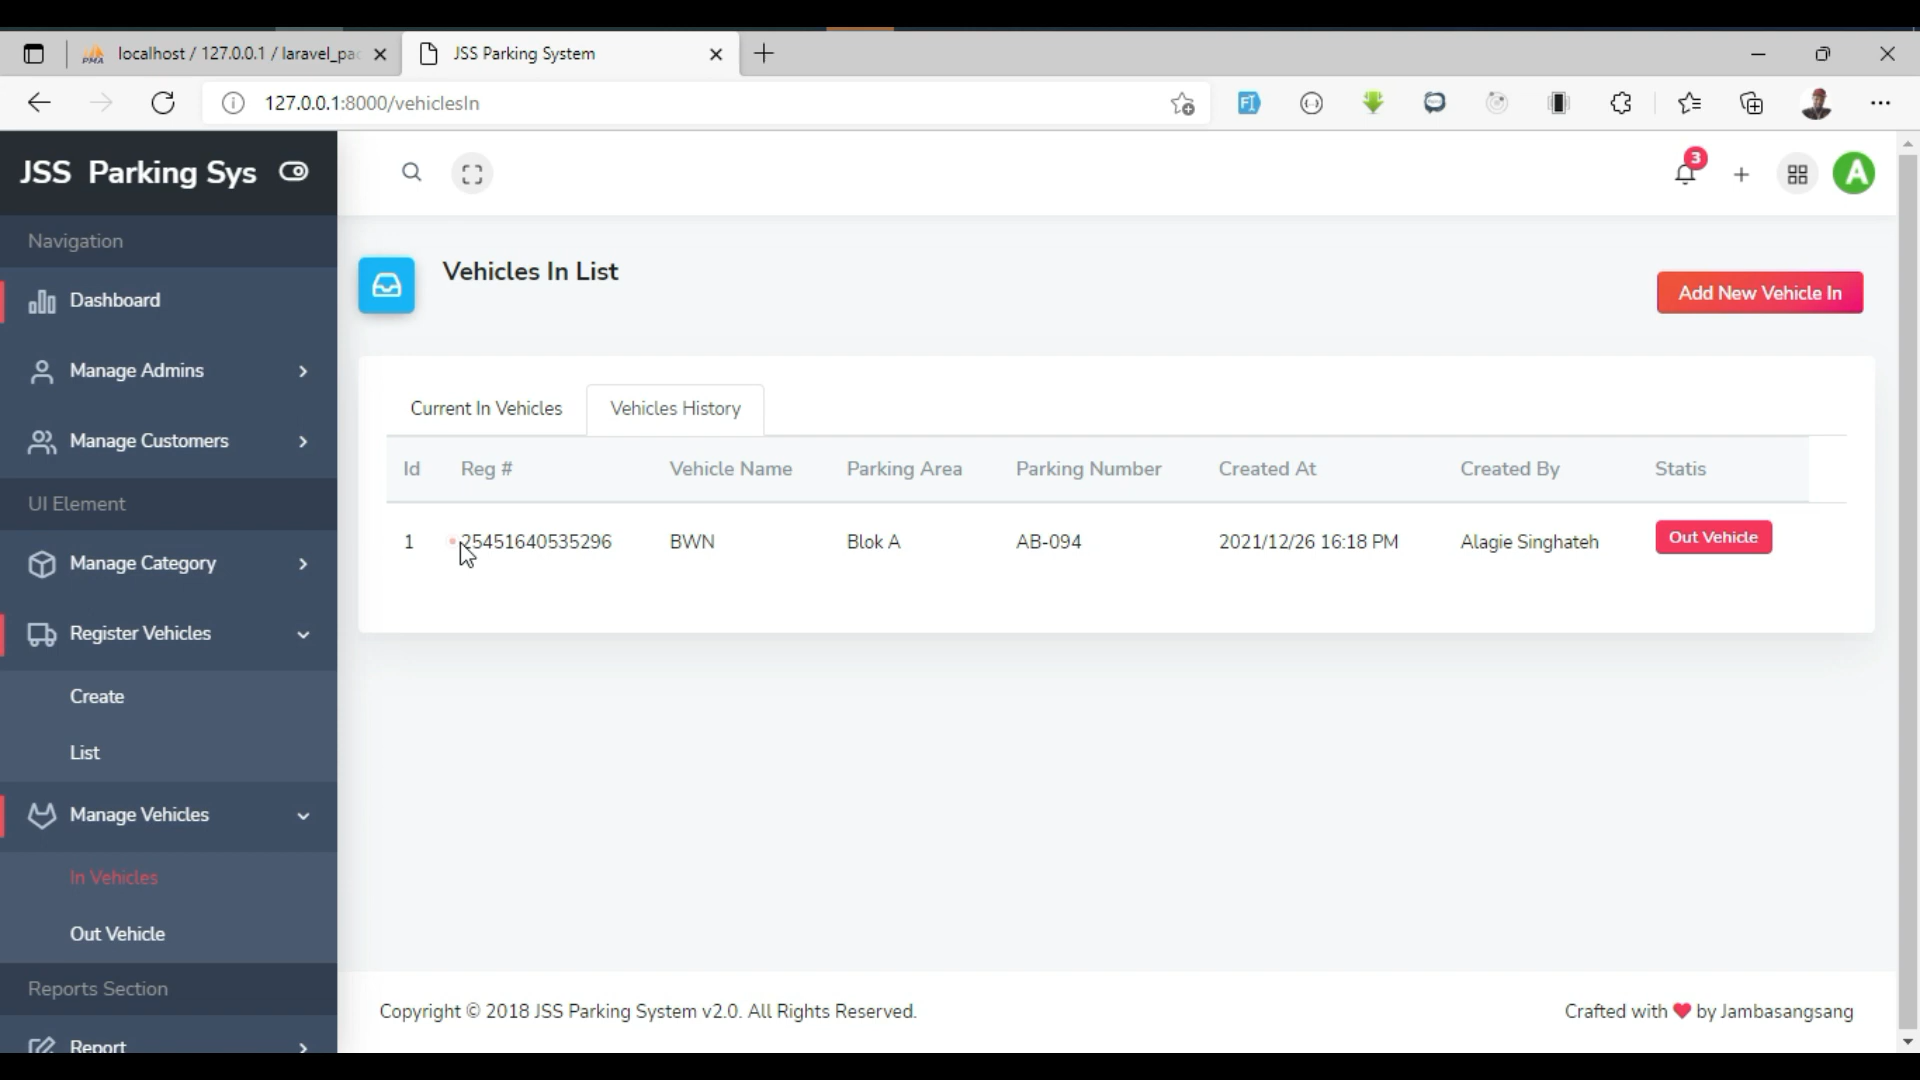 localhost / 127.0.0.1 / laravel_pac
JSS Parking System
127.0.0.1:8000/vehiclesIn
JSS Parking Sys
3
A
Navigation
Dashboard
Manage Admins
Manage Customers
UI Element
Manage Category
Register Vehicles
Create
List
Manage Vehicles
In Vehicles
Out Vehicle
Reports Section
Report
Vehicles In List
Add New Vehicle In
Current In Vehicles Vehicles History
Id Reg # Vehicle Name Parking Area Parking Number Created At Created By Statis
1 25451640535296 BWN Blok A AB-094 2021/12/26 16:18 PM Alagie Singhateh Out Vehicle
Copyright © 2018 JSS Parking System v2.0. All Rights Reserved.
Crafted with ❤ by Jambasangsang